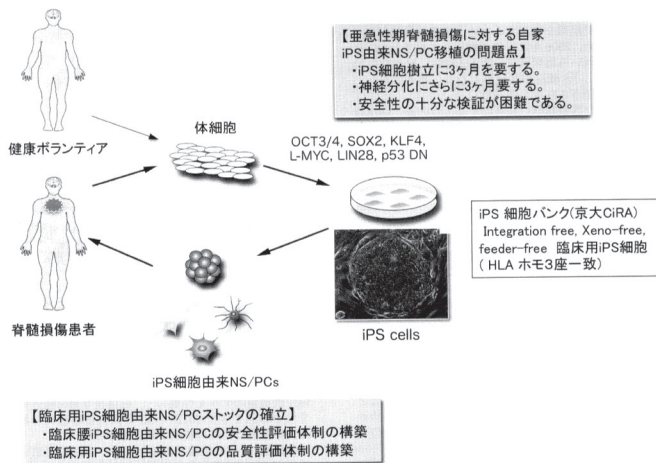 【亜急性期脊髄損傷に対する自家
iPS由来NS/PC移植の問題点】
・iPS細胞樹立に3ヶ月を要する。
・神経分化にさらに3ヶ月要する。
・安全性の十分な検証が困難である。
健康ボランティア
体細胞
OCT3/4, SOX2, KLF4,
L-MYC, LIN28, p53 DN
iPS 細胞バンク(京大CiRA)
Integration free, Xeno-free,
feeder-free 臨床用iPS細胞
( HLA ホモ3座一致)
脊髄損傷患者
iPS cells
iPS細胞由来NS/PCs
【臨床用iPS細胞由来NS/PCストックの確立】
・臨床腰iPS細胞由来NS/PCの安全性評価体制の構築
・臨床用iPS細胞由来NS/PCの品質評価体制の構築